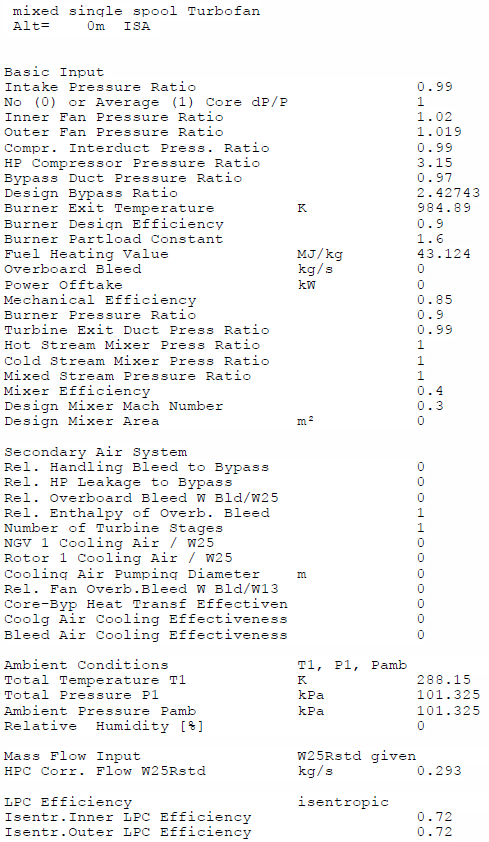 mixed single spool Turbofan
Alt= 0m ISA
Basic Input
Intake Pressure Ratio 0.99
No (0) or Average (1) Core dP/P 1
Inner Fan Pressure Ratio 1.02
Outer Fan Pressure Ratio 1.019
Compr. Interduct Press. Ratio 0.99
HP Compressor Pressure Ratio 3.15
Bypass Duct Pressure Ratio 0.97
Design Bypass Ratio 2.42743
Burner Exit Temperature K 984.89
Burner Design Efficiency 0.9
Burner Partload Constant 1.6
Fuel Heating Value MJ/kg 43.124
Overboard Bleed kg/s 0
Power Offtake kW 0
Mechanical Efficiency 0.85
Burner Pressure Ratio 0.9
Turbine Exit Duct Press Ratio 0.99
Hot Stream Mixer Press Ratio 1
Cold Stream Mixer Press Ratio 1
Mixed Stream Pressure Ratio 1
Mixer Efficiency 0.4
Design Mixer Mach Number 0.3
Design Mixer Area m² 0
Secondary Air System
Rel. Handling Bleed to Bypass 0
Rel. HP Leakage to Bypass 0
Rel. Overboard Bleed W Bld/W25 0
Rel. Enthalpy of Overb. Bleed 1
Number of Turbine Stages 1
NGV 1 Cooling Air / W25 0
Rotor 1 Cooling Air / W25 0
Cooling Air Pumping Diameter m 0
Rel. Fan Overb.Bleed W Bld/W13 0
Core-Byp Heat Transf Effectiven 0
Coolg Air Cooling Effectiveness 0
Bleed Air Cooling Effectiveness 0
Ambient Conditions T1, P1, Pamb
Total Temperature T1 K 288.15
Total Pressure P1 kPa 101.325
Ambient Pressure Pamb kPa 101.325
Relative Humidity [%] 0
Mass Flow Input W25Rstd given
HPC Corr. Flow W25Rstd kg/s 0.293
LPC Efficiency isentropic
Isentr.Inner LPC Efficiency 0.72
Isentr.Outer LPC Efficiency 0.72